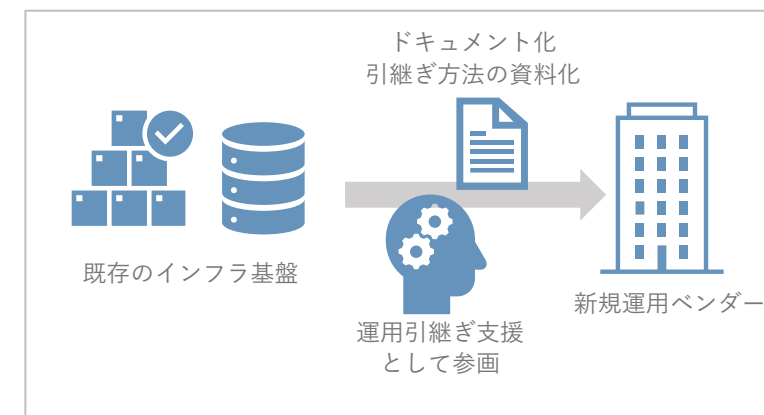 ドキュメント化
引継ぎ方法の資料化
既存のインフラ基盤
運用引継ぎ支援
として参画
新規運用ベンダー